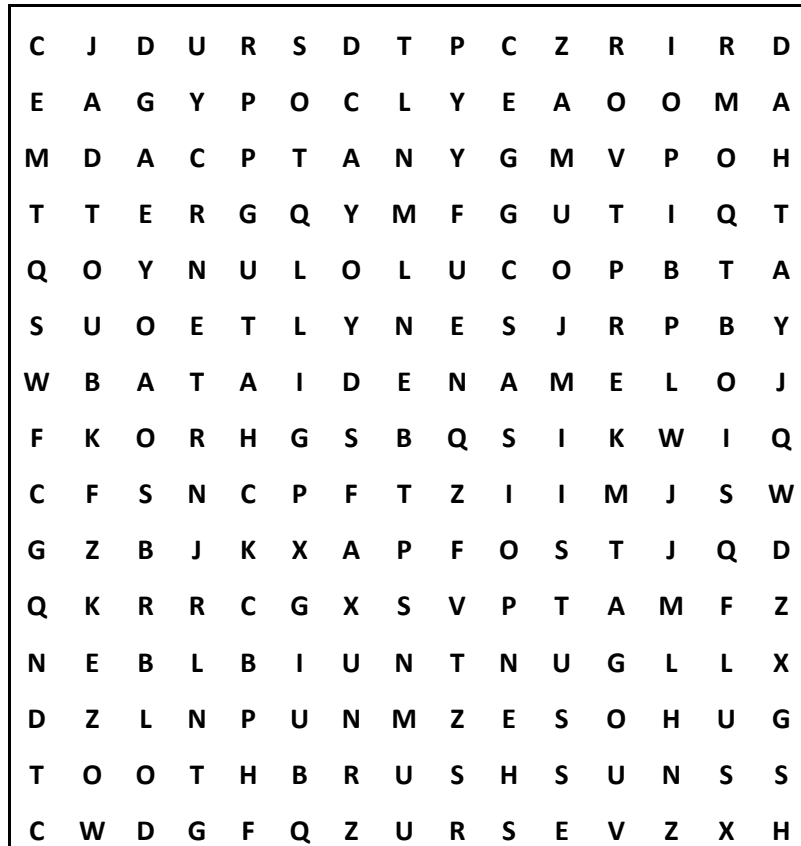 C J D U R S D T P C Z R I R D
E A G Y P O C L Y E A O O M A
M D A C P T A N Y G M V P O H
T T E R G Q Y M F G U T I Q T
Q O Y N U L O L U C O P B T A
S U O E T L Y N E S J R P B Y
W B A T A I D E N A M E L O J
F K O R H G S B Q S I K W I Q
C F S N C P F T Z I I M J S W
G Z B J K X A P F O S T J Q D
Q K R R C G X S V P T A M F Z
N E B L B I U N T N U G L L X
D Z L N P U N M Z E S O H U G
T O O T H B R U S H S U N S S
C W D G F Q Z U R S E V Z X H